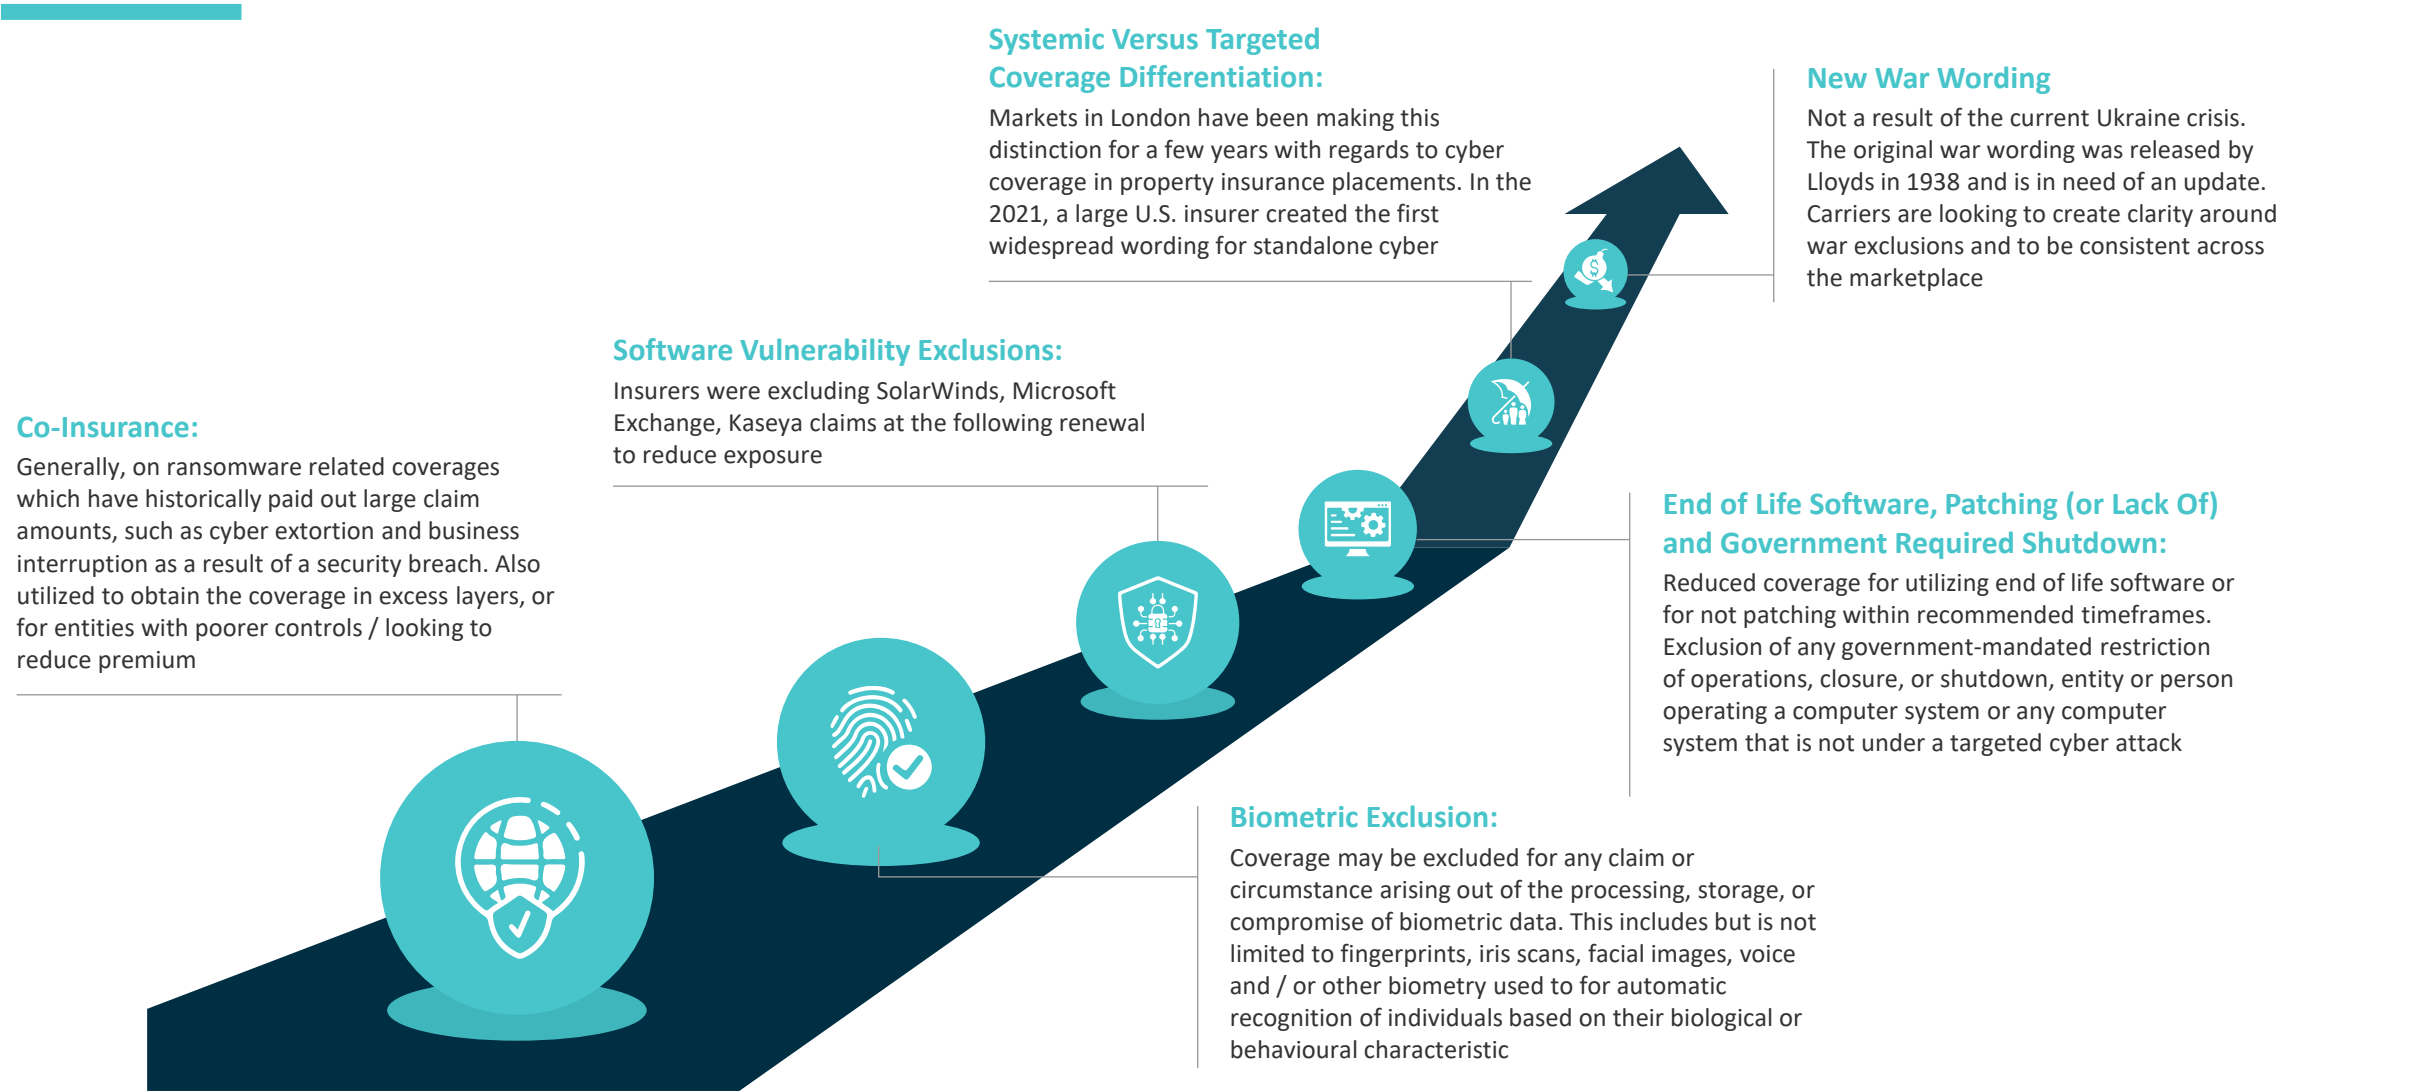 Systemic Versus Targeted
Coverage Differentiation:
Markets in London have been making this
distinction for a few years with regards to cyber
coverage in property insurance placements. In the
2021, a large U.S. insurer created the first
widespread wording for standalone cyber
New War Wording
Not a result of the current Ukraine crisis.
The original war wording was released by
Lloyds in 1938 and is in need of an update.
Carriers are looking to create clarity around
war exclusions and to be consistent across
the marketplace
Software Vulnerability Exclusions:
Insurers were excluding SolarWinds, Microsoft
Exchange, Kaseya claims at the following renewal
to reduce exposure
Co-Insurance:
Generally, on ransomware related coverages
which have historically paid out large claim
amounts, such as cyber extortion and business
interruption as a result of a security breach. Also
utilized to obtain the coverage in excess layers, or
for entities with poorer controls / looking to
reduce premium
End of Life Software, Patching (or Lack Of)
and Government Required Shutdown:
Reduced coverage for utilizing end of life software or
for not patching within recommended timeframes.
Exclusion of any government-mandated restriction
of operations, closure, or shutdown, entity or person
operating a computer system or any computer
system that is not under a targeted cyber attack
Biometric Exclusion:
Coverage may be excluded for any claim or
circumstance arising out of the processing, storage, or
compromise of biometric data. This includes but is not
limited to fingerprints, iris scans, facial images, voice
and / or other biometry used to for automatic
recognition of individuals based on their biological or
behavioural characteristic